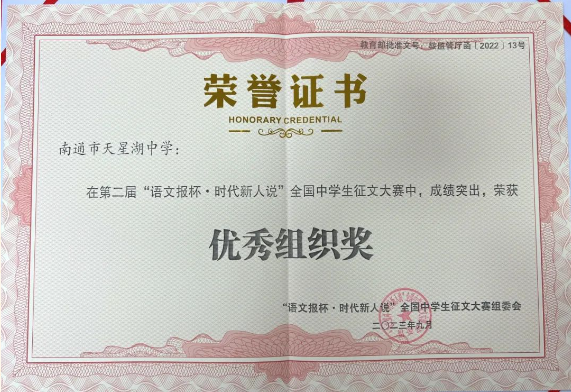 教育部批准文号：教监管厅函〔2022〕13号
荣誉证书
HONORARY CREDENTIAL
南通市天星湖中学：
在第二届“语文报杯·时代新人说”全国中学生征文大赛中，成绩突出，荣获
优秀组织奖
“语文报杯·时代新人说”全国中学生征文大赛组委会
二〇二三年九月